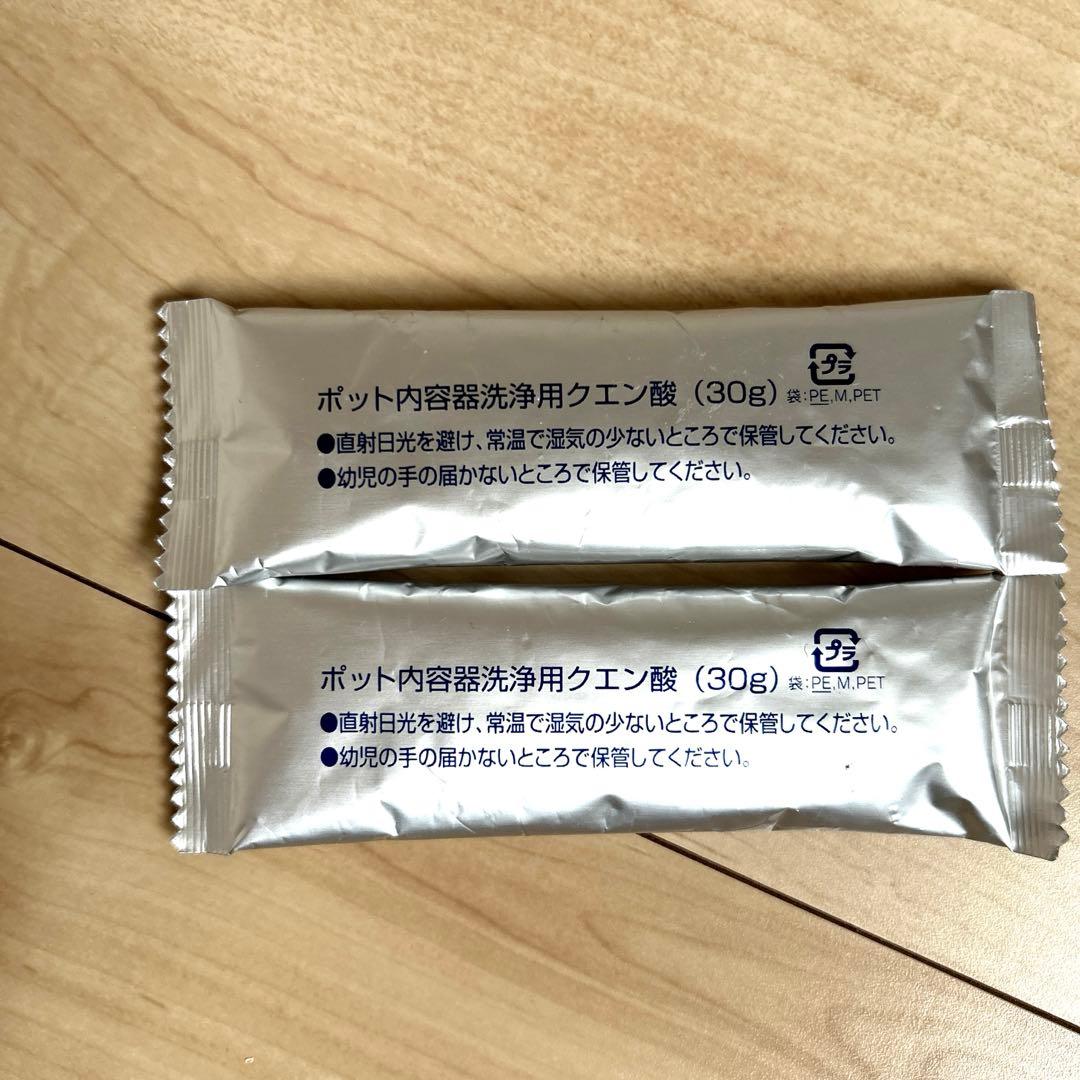 ポット内容器洗浄用クエン酸（30g）
プラ
袋:PE,M,PET
●直射日光を避け、常温で湿気の少ないところで保管してください。
●幼児の手の届かないところで保管してください。
ポット内容器洗浄用クエン酸（30g）
プラ
袋:PE,M,PET
●直射日光を避け、常温で湿気の少ないところで保管してください。
●幼児の手の届かないところで保管してください。